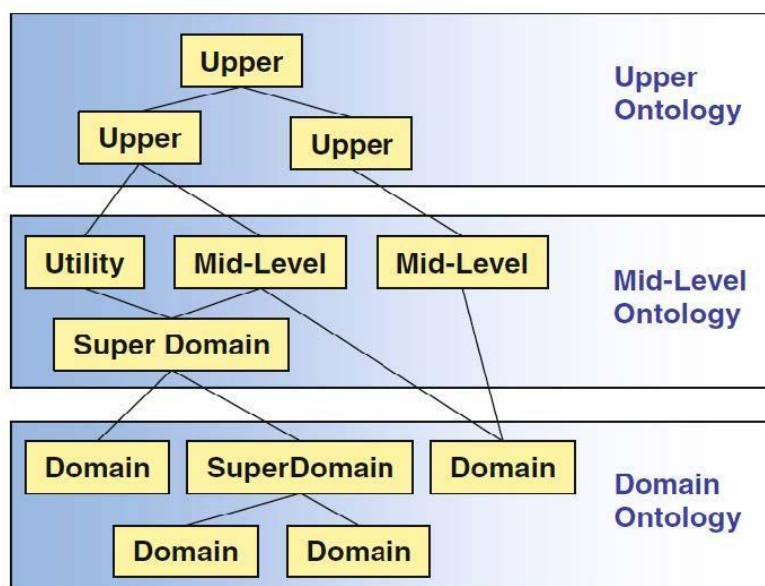 Upper
Upper
Upper
Upper
Ontology
Utility
Mid-Level
Mid-Level
Super Domain
Mid-Level
Ontology
Domain
SuperDomain
Domain
Domain
Domain
Domain
Ontology